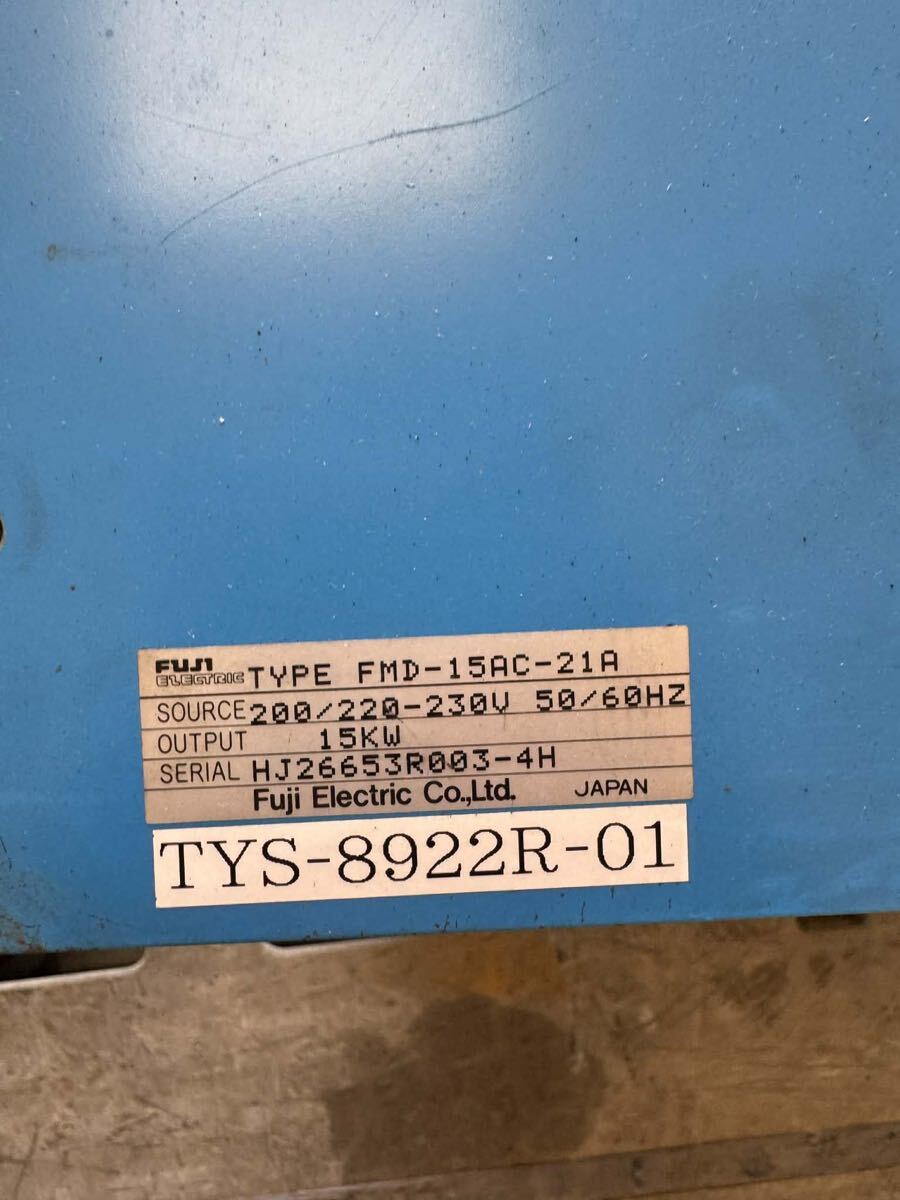 FUJI ELECTRIC TYPE FMD-15AC-21A
SOURCE 200/220-230V 50/60HZ
OUTPUT 15KW
SERIAL HJ26653R003-4H
Fuji Electric Co.,Ltd. JAPAN
TYS-8922R-01